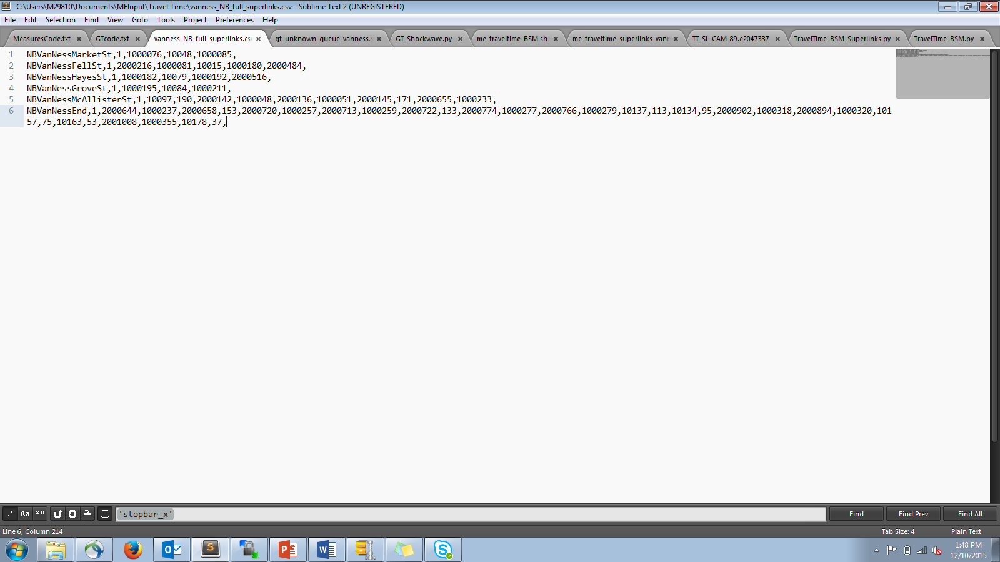 C:\Users\M29810\Documents\MEInput\Travel Time\vanness_NB_full_superlinks.csv - Sublime Text 2 (UNREGISTERED)
File Edit Selection Find View Goto Tools Project Preferences Help
MeasuresCode.txt GTcode.txt vanness_NB_full_superlinks.cs gt_unknown_queue_vanness. GT_Shockwave.py me_traveltime_BSM.sh me_traveltime_superlinks_vann TT_SL_CAM_89.e2047337 TravelTime_BSM_Superlinks.py TravelTime_BSM.py
1 NBVanNessMarketSt,1,1000076,10048,1000085,
2 NBVanNessFellSt,1,2000216,1000081,10015,1000180,2000484,
3 NBVanNessHayesSt,1,1000182,10079,1000192,2000516,
4 NBVanNessGroveSt,1,1000195,10084,1000211,
5 NBVanNessMcAllisterSt,1,10097,190,2000142,1000048,2000136,1000051,2000145,171,2000655,1000233,
6 NBVanNessEnd,1,2000644,1000237,2000658,153,2000720,1000257,2000713,1000259,2000722,133,2000774,1000277,2000766,1000279,10137,113,10134,95,2000902,1000318,2000894,1000320,101
57,75,10163,53,2001008,1000355,10178,37,
.* Aa “” 'stopbar_x' Find Find Prev Find All
Line 6, Column 214 Tab Size: 4 Plain Text
1:48 PM
12/10/2015